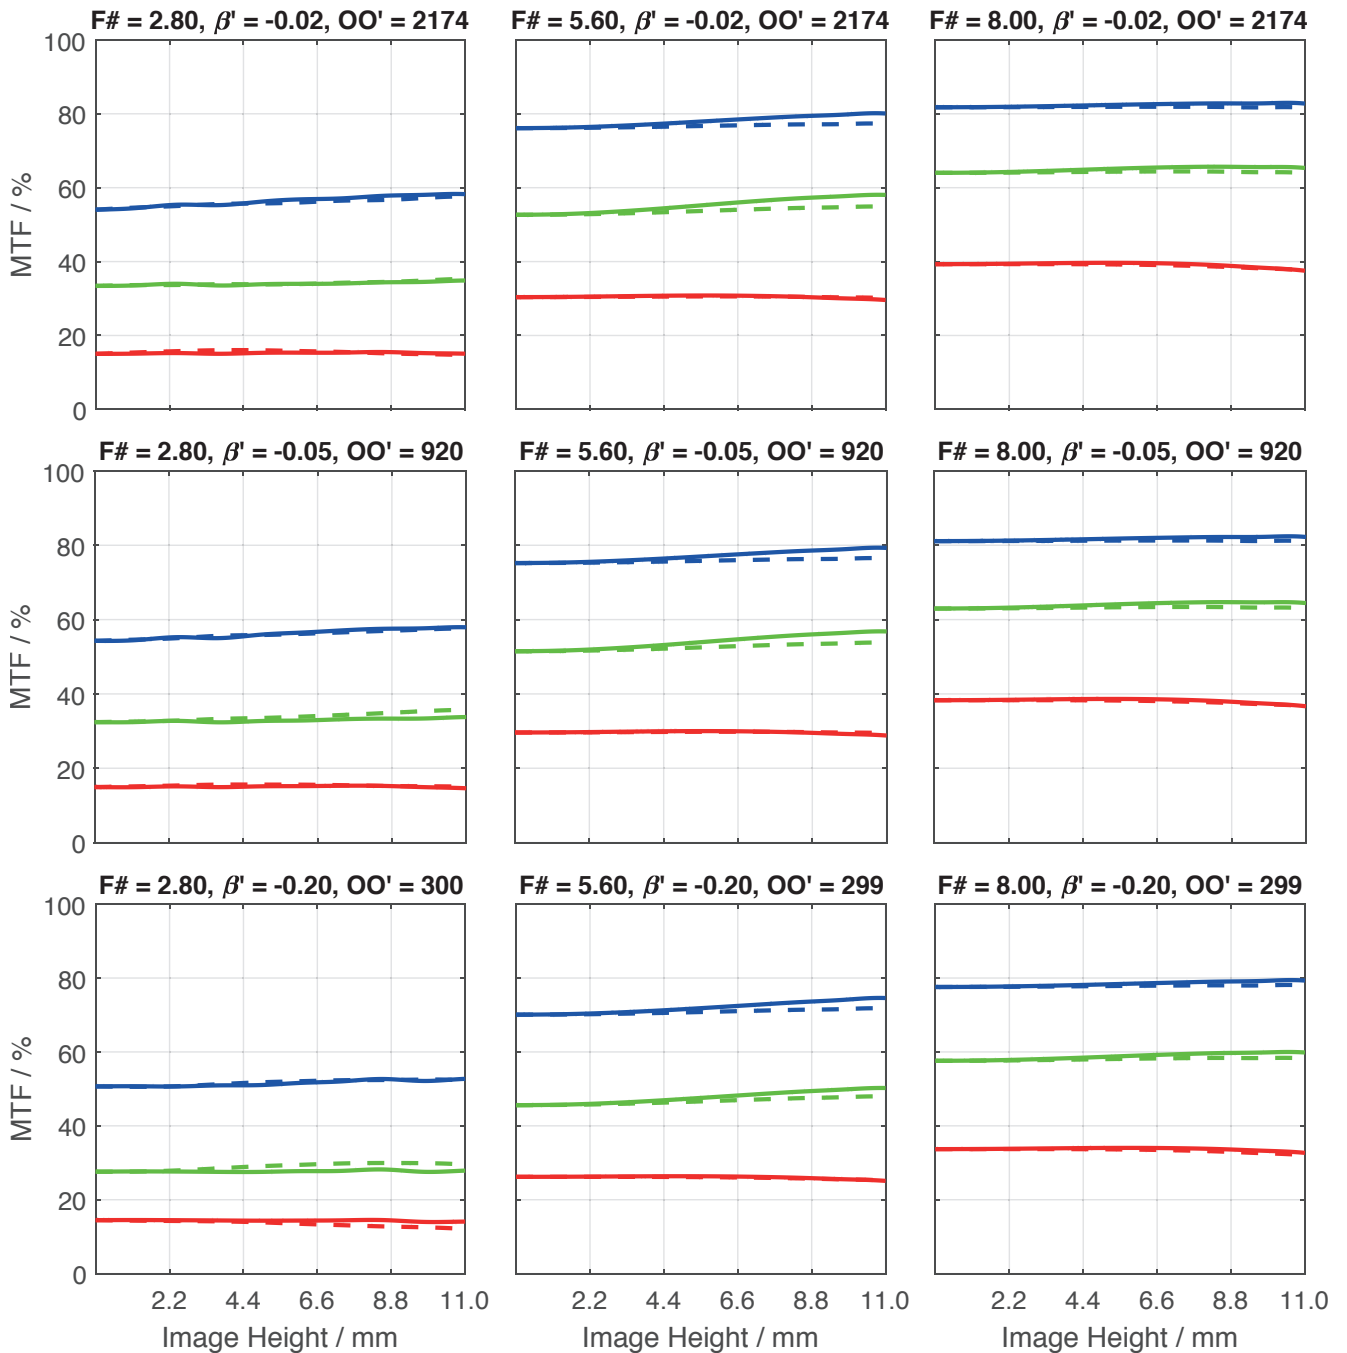 F# = 2.80, β' = -0.02, OO' = 2174
F# = 5.60, β' = -0.02, OO' = 2174
F# = 8.00, β' = -0.02, OO' = 2174
100
80
60
40
20
0
MTF / %
F# = 2.80, β' = -0.05, OO' = 920
F# = 5.60, β' = -0.05, OO' = 920
F# = 8.00, β' = -0.05, OO' = 920
100
80
60
40
20
0
MTF / %
F# = 2.80, β' = -0.20, OO' = 300
F# = 5.60, β' = -0.20, OO' = 299
F# = 8.00, β' = -0.20, OO' = 299
100
80
60
40
20
0
MTF / %
2.2 4.4 6.6 8.8 11.0
2.2 4.4 6.6 8.8 11.0
2.2 4.4 6.6 8.8 11.0
Image Height / mm
Image Height / mm
Image Height / mm